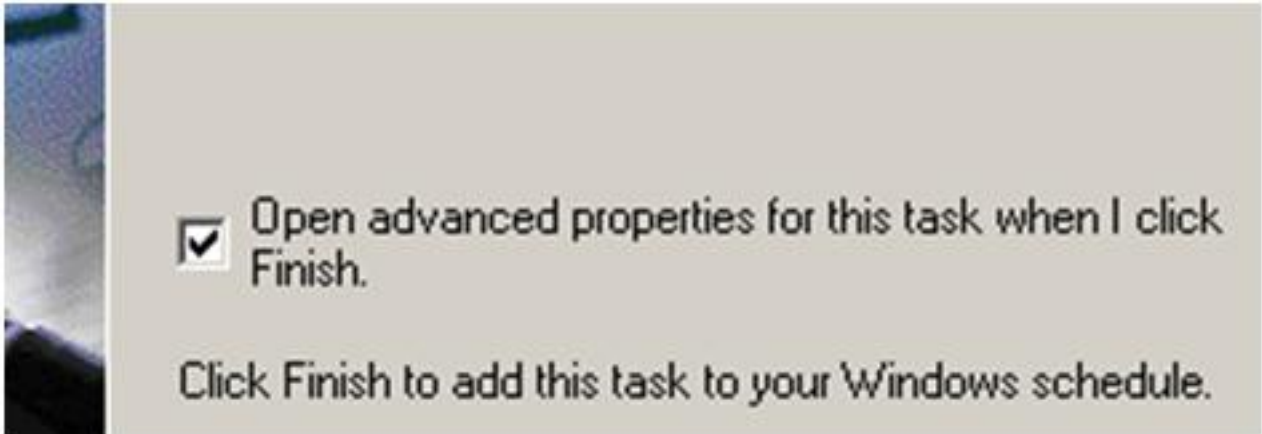 Open advanced properties for this task when I click
Finish.
Click Finish to add this task to your Windows schedule.